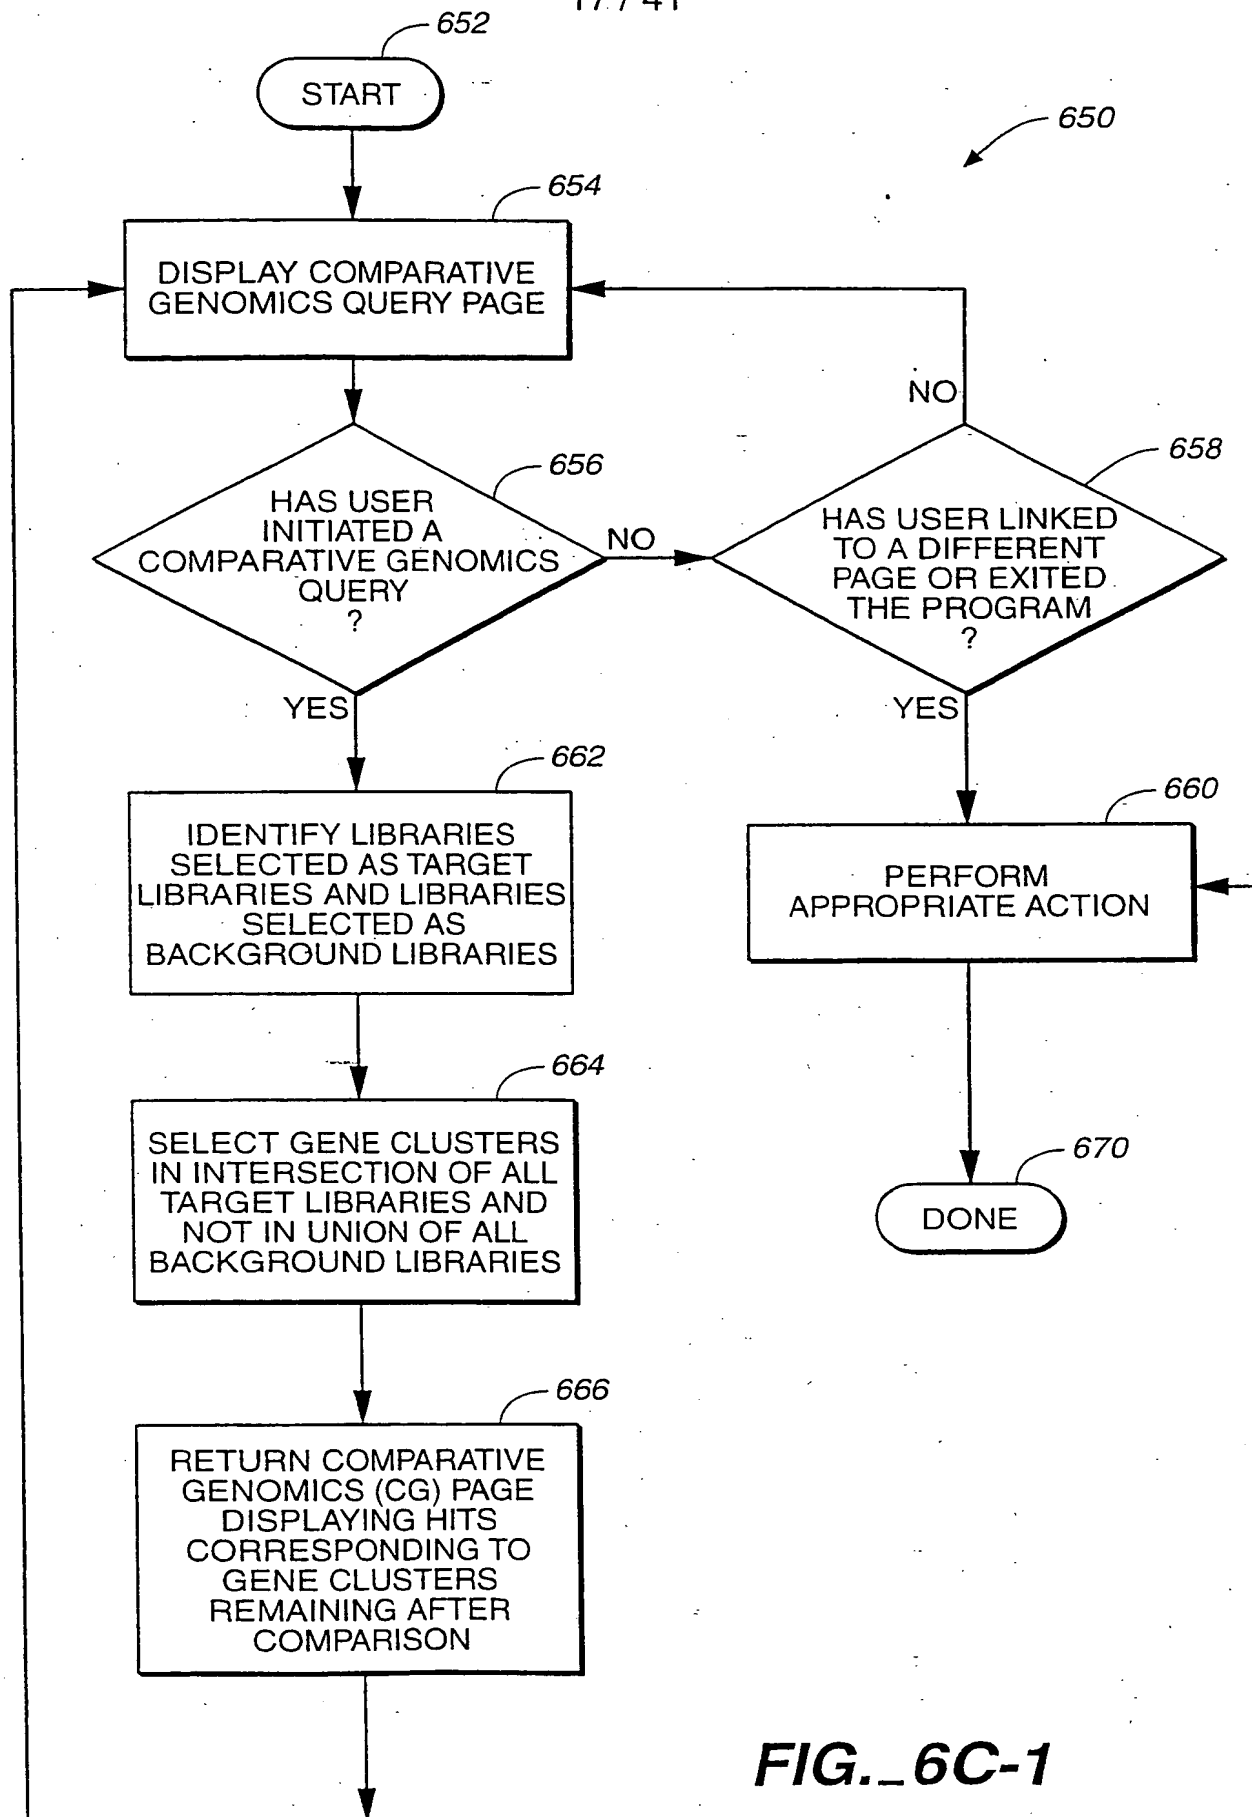 17 / 41
652
START
650
654
DISPLAY COMPARATIVE
GENOMICS QUERY PAGE
NO
656
HAS USER
INITIATED A
COMPARATIVE GENOMICS
QUERY
?
NO
658
HAS USER LINKED
TO A DIFFERENT
PAGE OR EXITED
THE PROGRAM
?
YES
YES
662
IDENTIFY LIBRARIES
SELECTED AS TARGET
LIBRARIES AND LIBRARIES
SELECTED AS
BACKGROUND LIBRARIES
660
PERFORM
APPROPRIATE ACTION
664
SELECT GENE CLUSTERS
IN INTERSECTION OF ALL
TARGET LIBRARIES AND
NOT IN UNION OF ALL
BACKGROUND LIBRARIES
670
DONE
666
RETURN COMPARATIVE
GENOMICS (CG) PAGE
DISPLAYING HITS
CORRESPONDING TO
GENE CLUSTERS
REMAINING AFTER
COMPARISON
FIG._6C-1